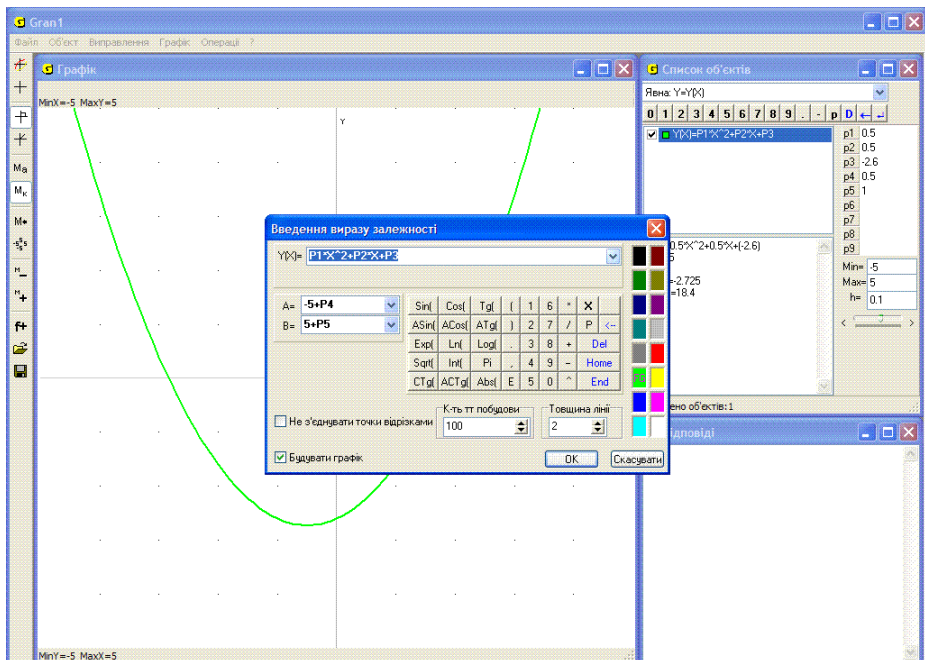 Gran1
Файл Об'єкт Виправлення Графік Операції ?
Графік
MinX=-5 MaxY=5
Y
MinY=-5 MaxX=5
Ma
Мк
M+
Список об'єктів
Явна: Y=Y(X)
0 1 2 3 4 5 6 7 8 9 . - p D
Y(X)=P1*X^2+P2*X+P3
p1 0.5
p2 0.5
p3 -2.6
p4 0.5
p5 1
p6
p7
p8
p9
Min= -5
Max= 5
h= 0.1
< >
0.5*X^2+0.5*X+(-2.6)
5
=-2.725
=18.4
ено об'єктів:1
ідповіді
Введення виразу залежності
Y(X)= P1*X^2+P2*X+P3
A= -5+P4
B= 5+P5
Sin( Cos( Tg( ( 1 6 * X
ASin( ACos( ATg( ) 2 7 / P <-
Exp( Ln( Log( . 3 8 + Del
Sqrt( Int( Pi , 4 9 - Home
CTg( ACTg( Abs( E 5 0 ^ End
Не з'єднувати точки відрізками
К-ть тт побудови
100
Товщина лінії
2
Будувати графік
OK
Скасувати